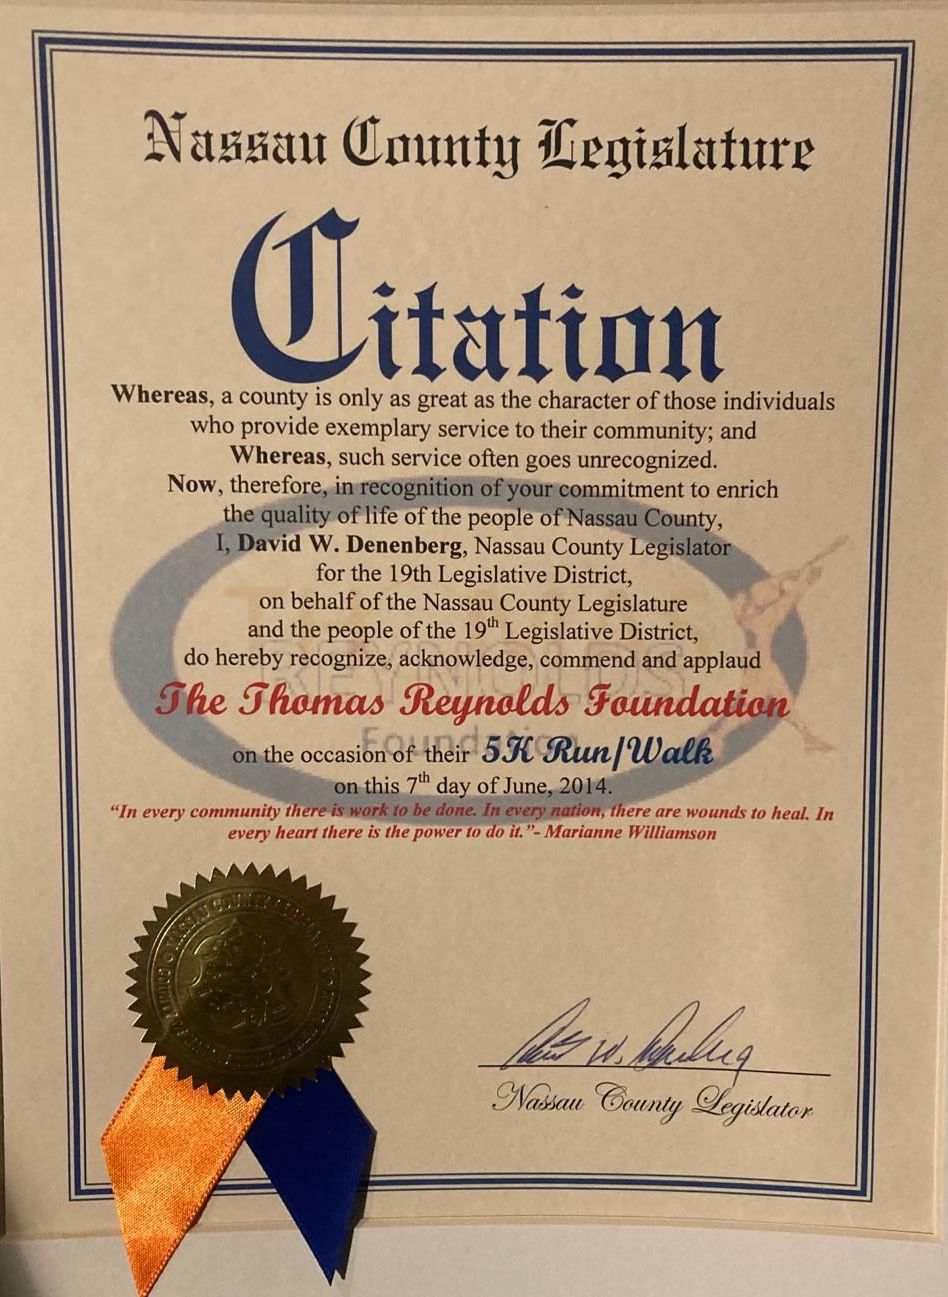 Nassau County Legislature
Citation
Whereas, a county is only as great as the character of those individuals
who provide exemplary service to their community; and
Whereas, such service often goes unrecognized.
Now, therefore, in recognition of your commitment to enrich
the quality of life of the people of Nassau County,
I, David W. Denenberg, Nassau County Legislator
for the 19th Legislative District,
on behalf of the Nassau County Legislature
and the people of the 19th Legislative District,
do hereby recognize, acknowledge, commend and applaud
REYNOLDS
The Thomas Reynolds Foundation
Foundation
on the occasion of their 5K Run/Walk
on this 7th day of June, 2014.
“In every community there is work to be done. In every nation, there are wounds to heal. In
every heart there is the power to do it.”- Marianne Williamson
NASSAU COUNTY
David W. Denenberg
Nassau County Legislator